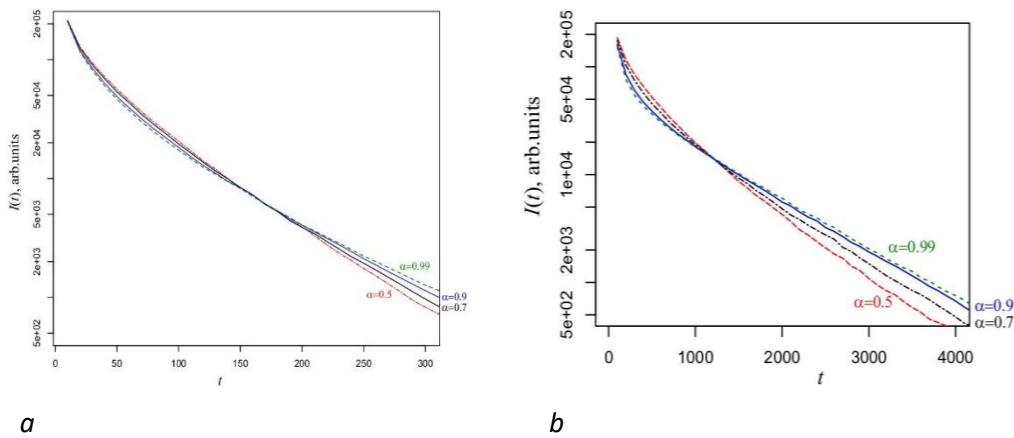 2e+05
5e+04
2e+04
5e+03
2e+03
5e+02
I(t), arb.units
α=0.99
α=0.5
α=0.9
α=0.7
0 50 100 150 200 250 300
t
a
2e+05
5e+04
1e+04
2e+03
5e+02
I(t), arb.units
α=0.99
α=0.5
α=0.9
α=0.7
0 1000 2000 3000 4000
t
b